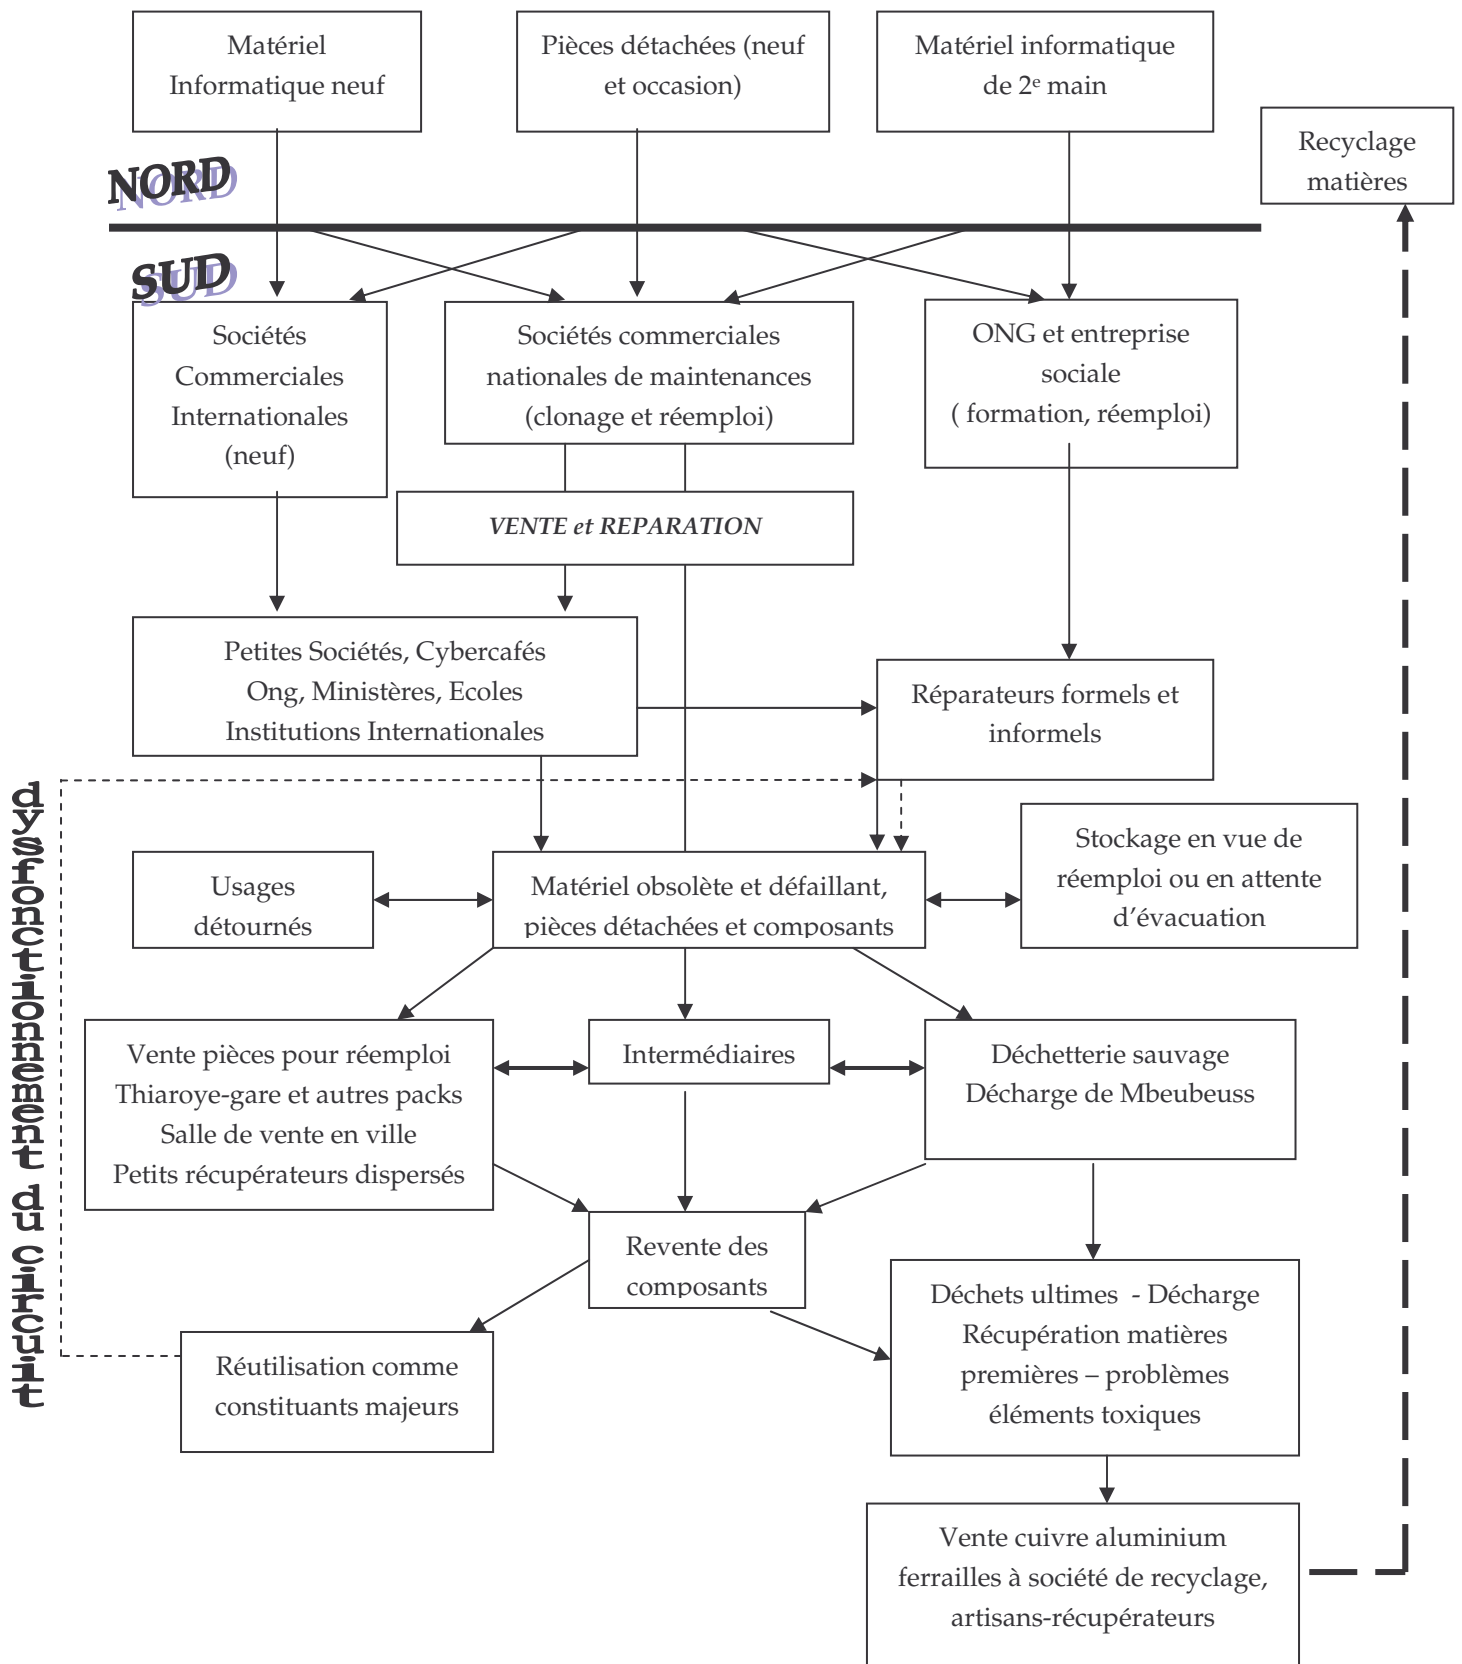 Matériel
Informatique neuf
Pièces détachées (neuf
et occasion)
Matériel informatique
de 2e main
Recyclage
matières
NORD
SUD
Sociétés
Commerciales
Internationales
(neuf)
Sociétés commerciales
nationales de maintenances
(clonage et réemploi)
ONG et entreprise
sociale
( formation, réemploi)
VENTE et REPARATION
Petites Sociétés, Cybercafés
Ong, Ministères, Ecoles
Institutions Internationales
Réparateurs formels et
informels
dysfonctionnement du circuit
Usages
détournés
Matériel obsolète et défaillant,
pièces détachées et composants
Stockage en vue de
réemploi ou en attente
d’évacuation
Vente pièces pour réemploi
Thiaroye-gare et autres packs
Salle de vente en ville
Petits récupérateurs dispersés
Intermédiaires
Déchetterie sauvage
Décharge de Mbeubeuss
Revente des
composants
Déchets ultimes - Décharge
Récupération matières
premières – problèmes
éléments toxiques
Réutilisation comme
constituants majeurs
Vente cuivre aluminium
ferrailles à société de recyclage,
artisans-récupérateurs